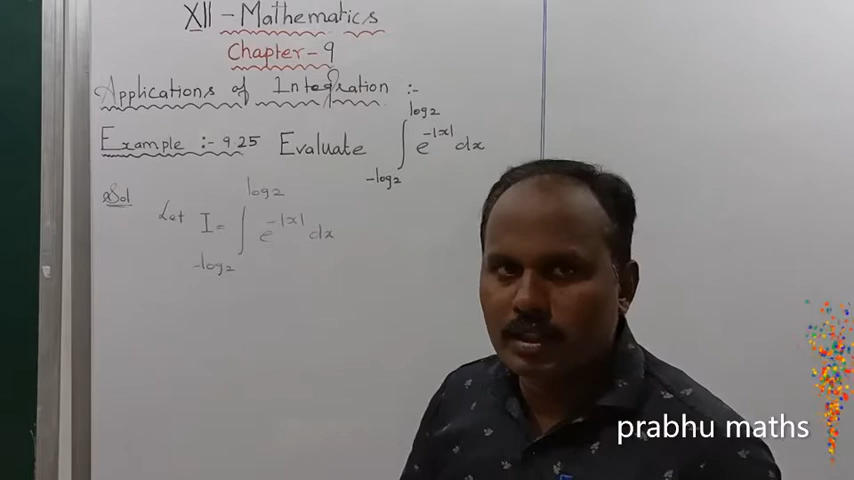 XII - Mathematics
Chapter - 9
Applications of Integration :-
Example :- 9.25 Evaluate ∫_{-log2}^{log2} e^{-|x|} dx
Sol
Let I = ∫_{-log2}^{log2} e^{-|x|} dx
prabhu maths